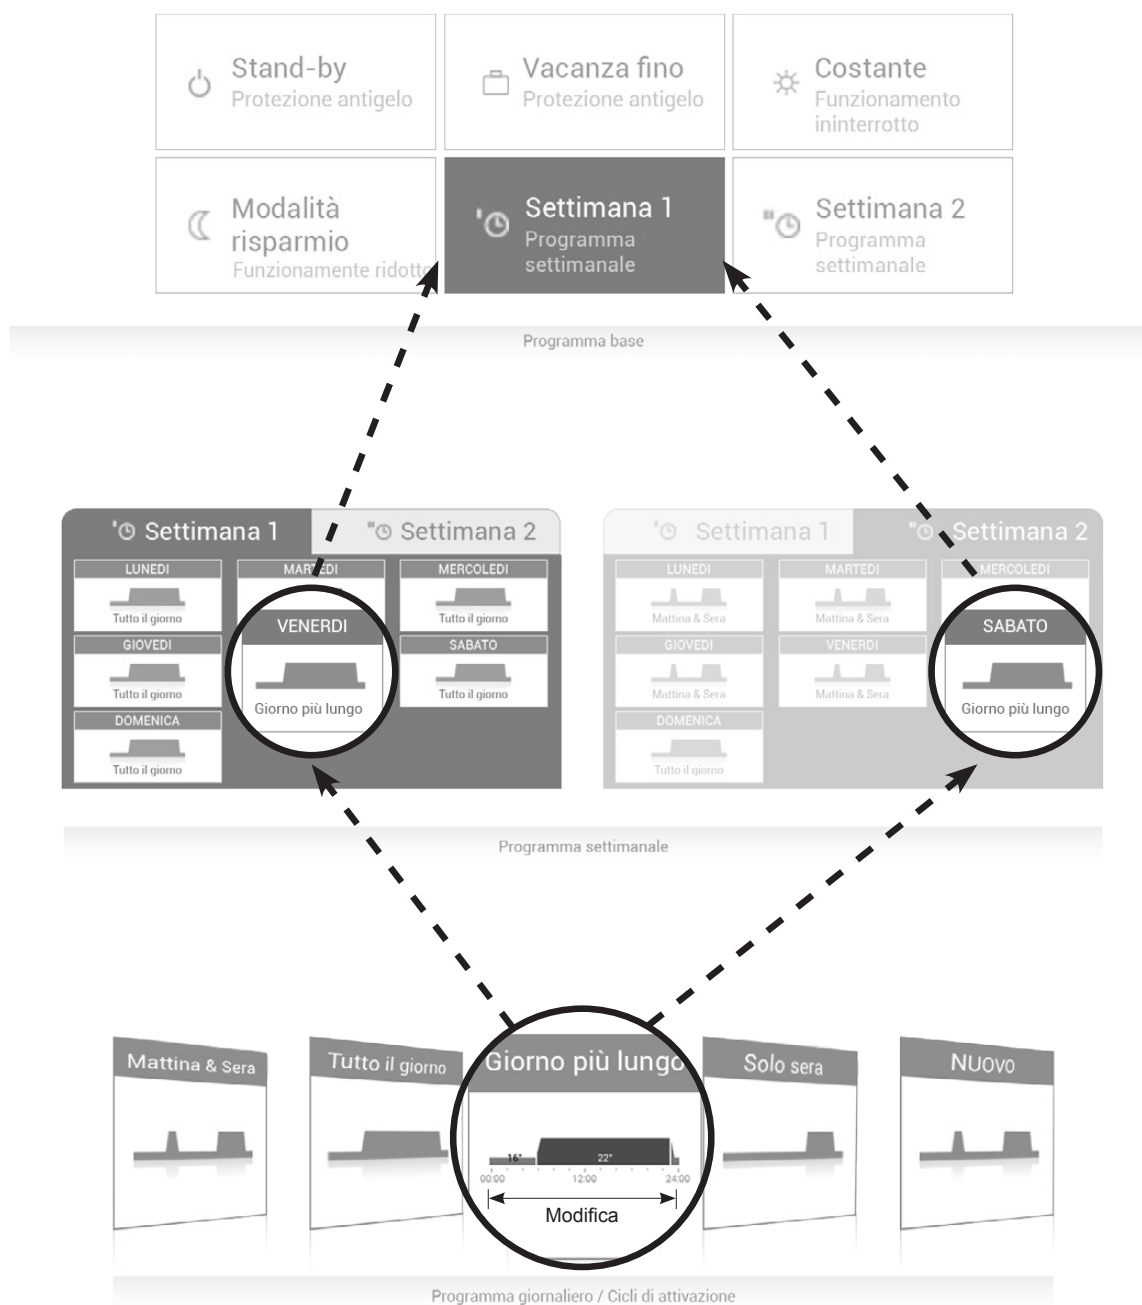 Stand-by
Protezione antigelo
Vacanza fino
Protezione antigelo
Costante
Funzionamento
ininterrotto
Modalità
risparmio
Funzionamente ridotto
Settimana 1
Programma
settimanale
Settimana 2
Programma
settimanale
Programma base
Settimana 1
Settimana 2
LUNEDI
MARTEDI
MERCOLEDI
Tutto il giorno
Tutto il giorno
GIOVEDI
VENERDI
SABATO
Tutto il giorno
Giorno più lungo
Tutto il giorno
DOMENICA
Tutto il giorno
Settimana 1
Settimana 2
LUNEDI
MARTEDI
MERCOLEDI
Mattina & Sera
Mattina & Sera
GIOVEDI
VENERDI
SABATO
Mattina & Sera
Mattina & Sera
Giorno più lungo
DOMENICA
Tutto il giorno
Programma settimanale
Mattina & Sera
Tutto il giorno
Giorno più lungo
16°
22°
00:00
12:00
24:00
Modifica
Solo sera
NUOVO
Programma giornaliero / Cicli di attivazione